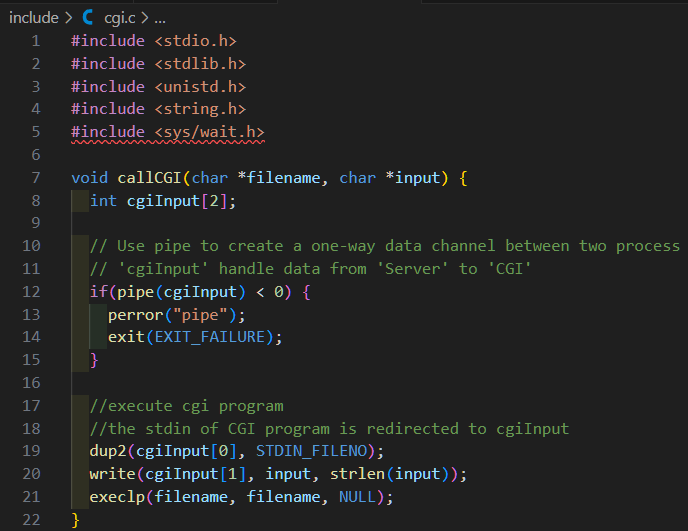 include > cgi.c > ...
1 #include <stdio.h>
2 #include <stdlib.h>
3 #include <unistd.h>
4 #include <string.h>
5 #include <sys/wait.h>
6
7 void callCGI(char *filename, char *input) {
8   int cgiInput[2];
9
10   // Use pipe to create a one-way data channel between two process
11   // 'cgiInput' handle data from 'Server' to 'CGI'
12   if(pipe(cgiInput) < 0) {
13     perror("pipe");
14     exit(EXIT_FAILURE);
15   }
16
17   //execute cgi program
18   //the stdin of CGI program is redirected to cgiInput
19   dup2(cgiInput[0], STDIN_FILENO);
20   write(cgiInput[1], input, strlen(input));
21   execlp(filename, filename, NULL);
22 }